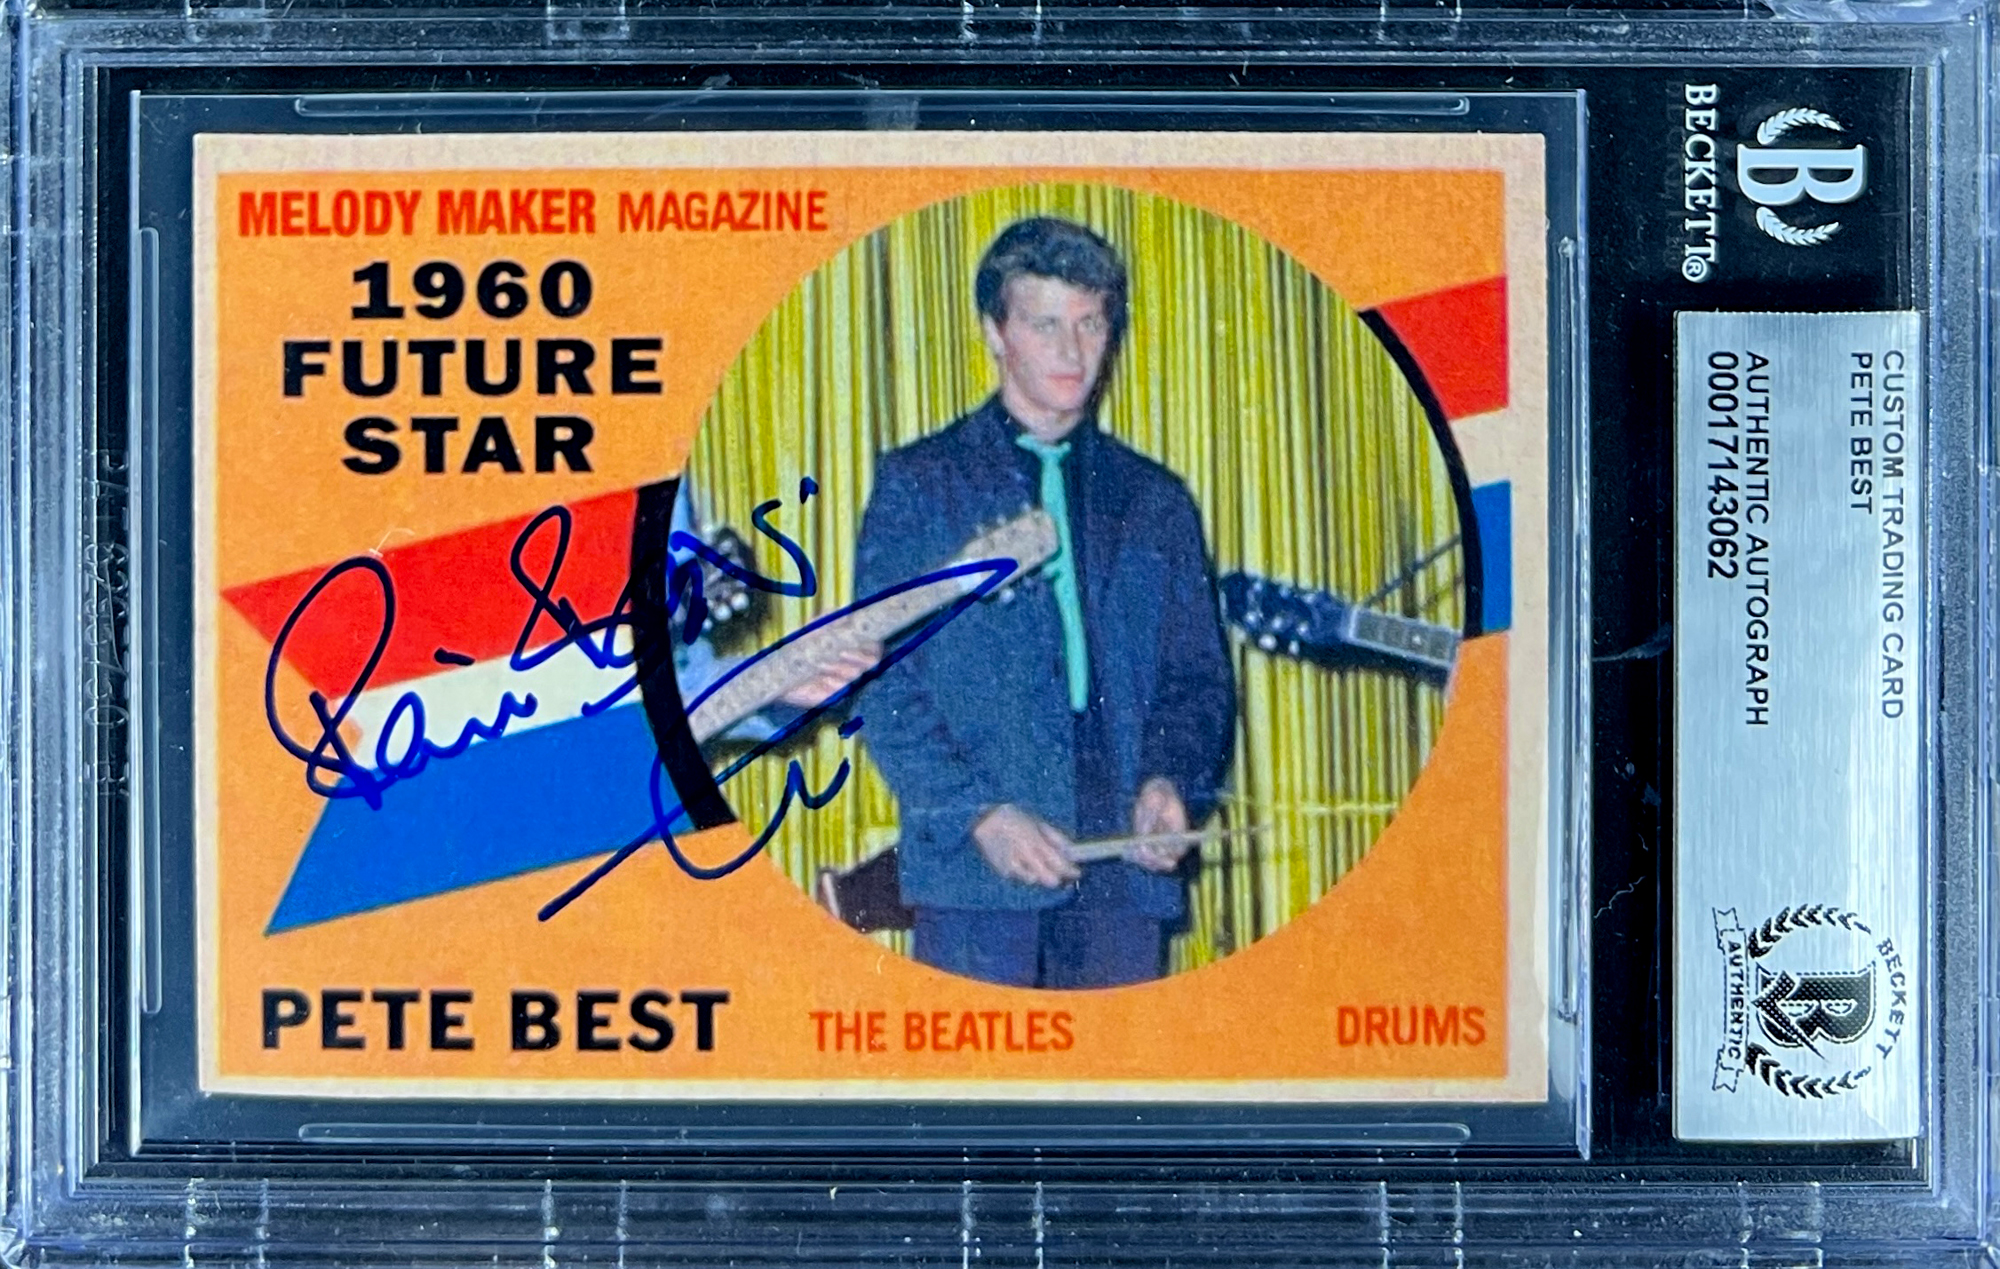 MELODY MAKER MAGAZINE
1960
FUTURE
STAR
PETE BEST
THE BEATLES
DRUMS
BECKETT®
CUSTOM TRADING CARD
PETE BEST
AUTHENTIC AUTOGRAPH
00017143062
BECKETT
AUTHENTIC